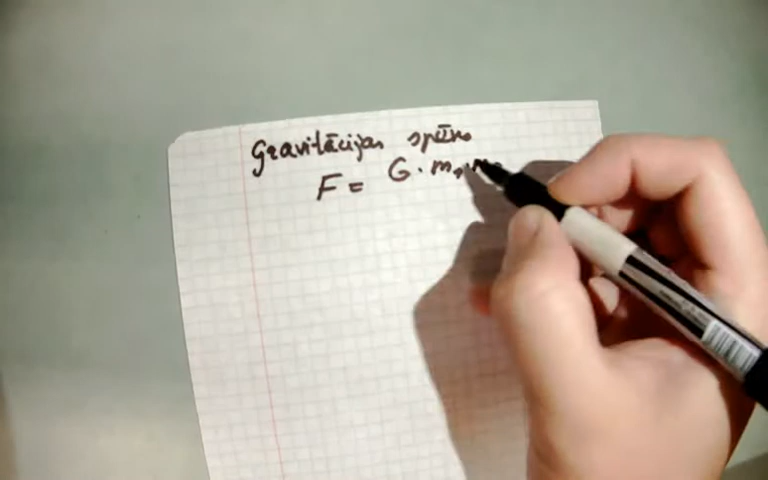 Gravitācijas spēks
F = G · m₁ · m